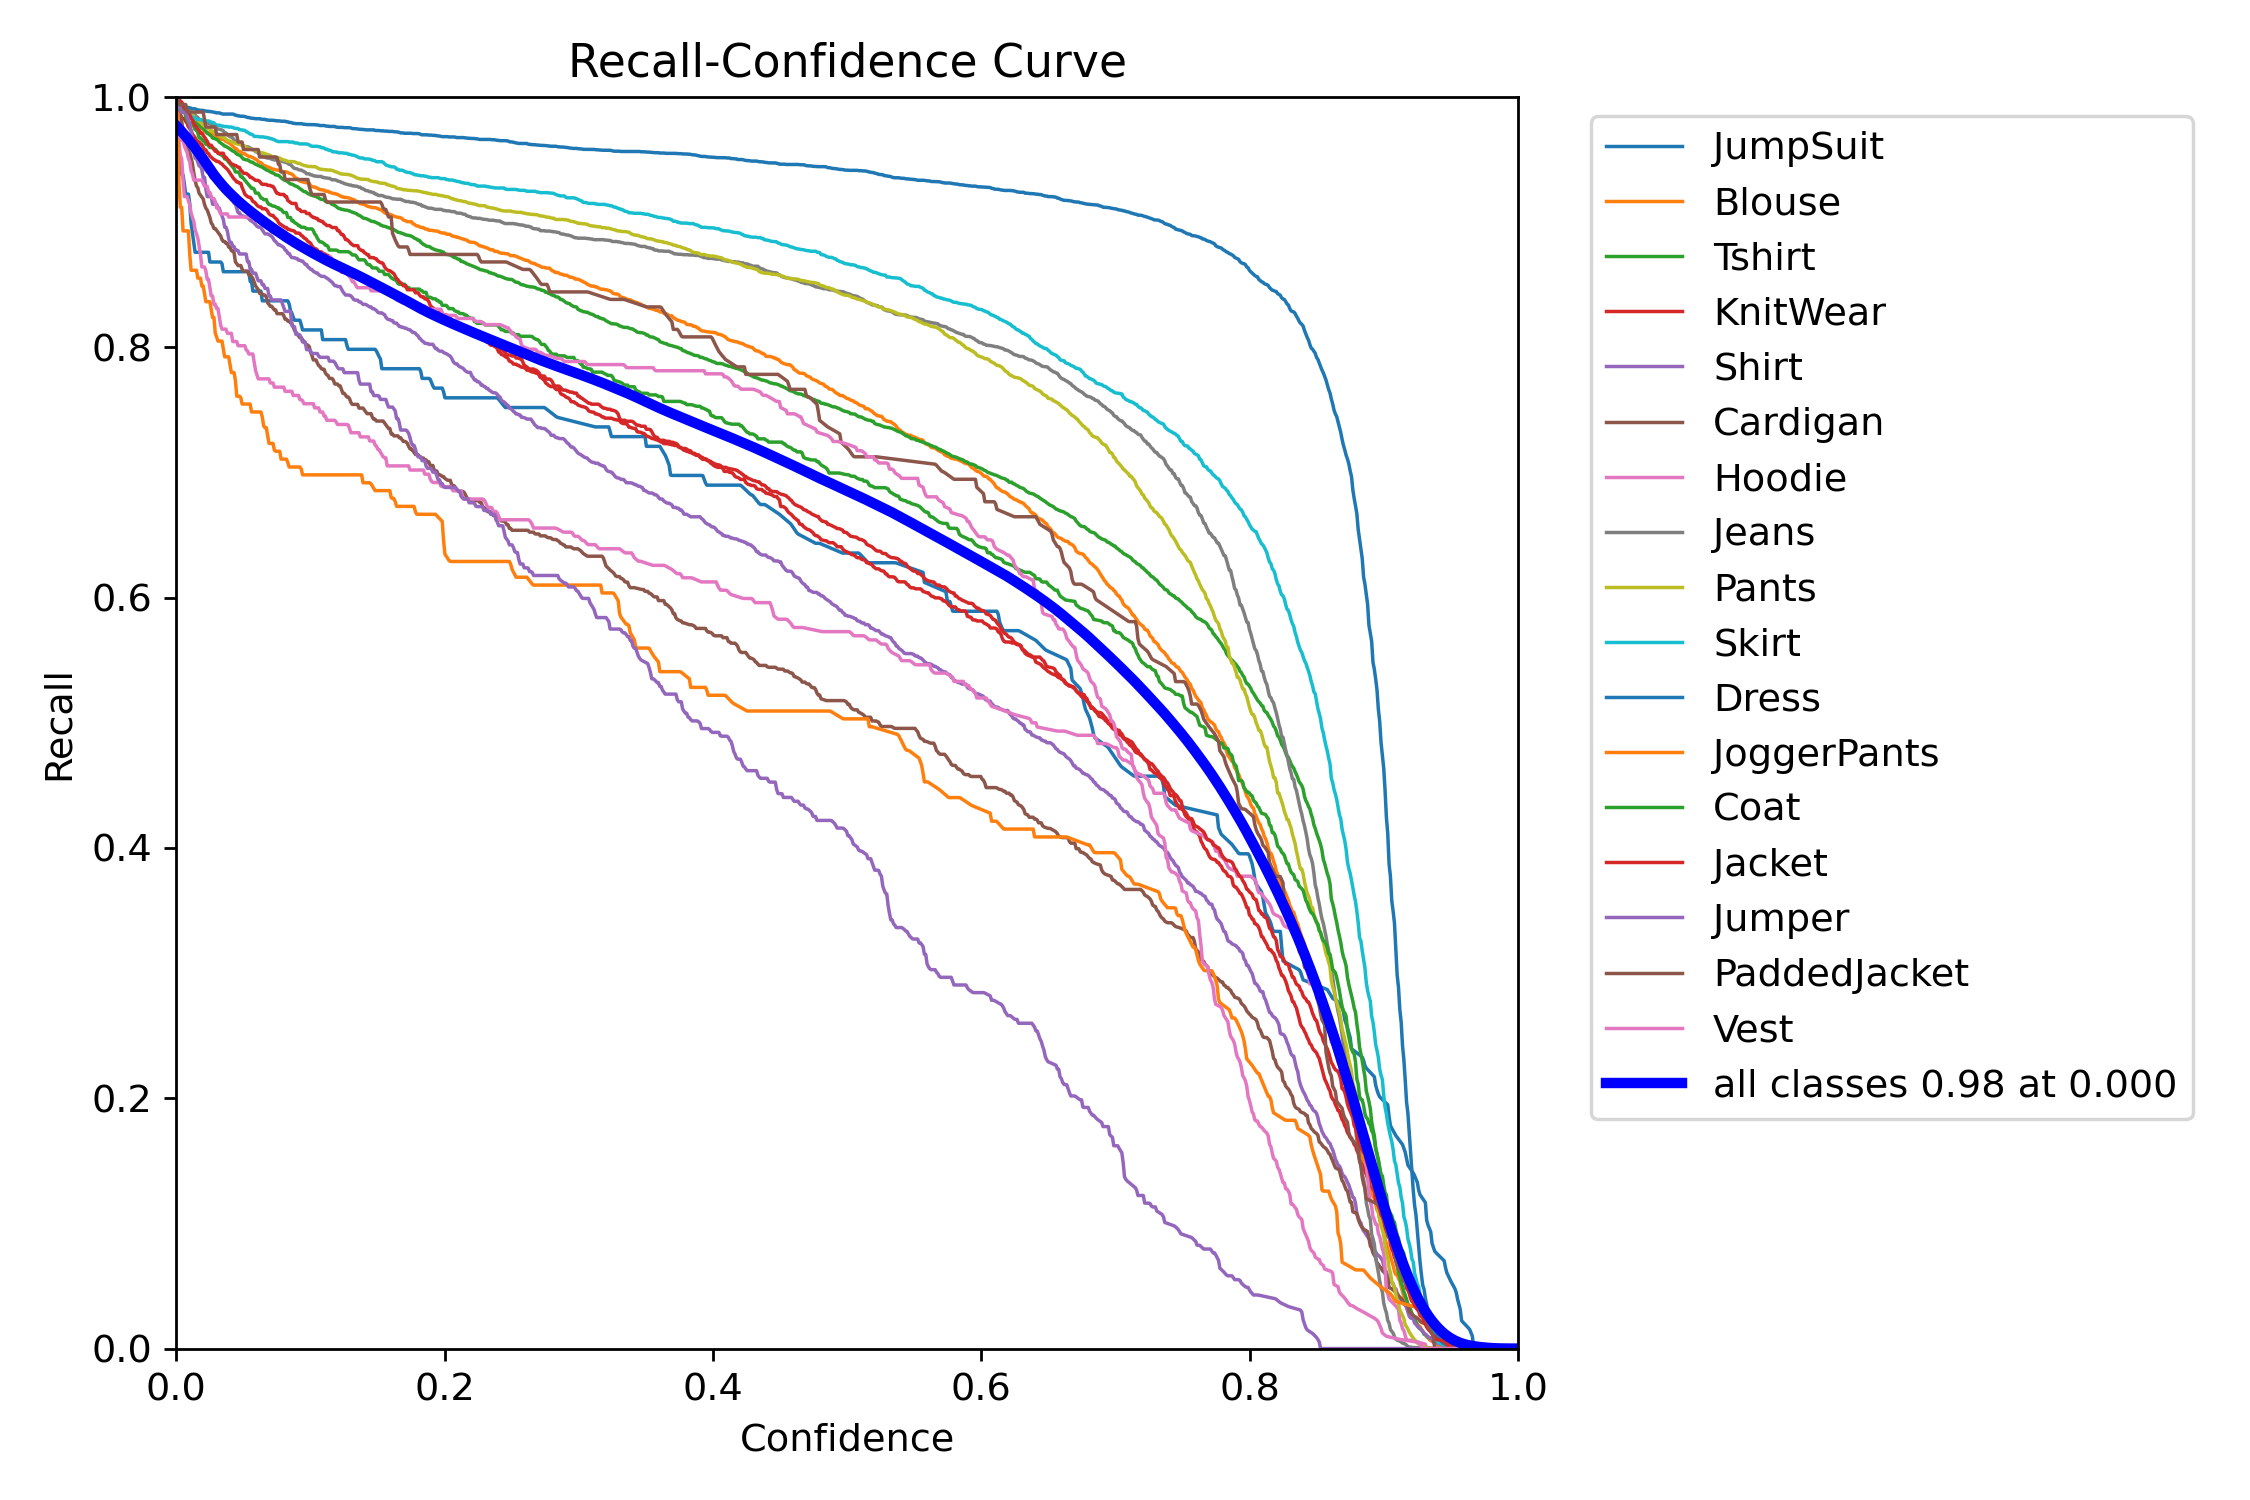 Recall-Confidence Curve
1.0
0.8
0.6
0.4
0.2
0.0
Recall
0.0 0.2 0.4 0.6 0.8 1.0
Confidence
JumpSuit
Blouse
Tshirt
KnitWear
Shirt
Cardigan
Hoodie
Jeans
Pants
Skirt
Dress
JoggerPants
Coat
Jacket
Jumper
PaddedJacket
Vest
all classes 0.98 at 0.000